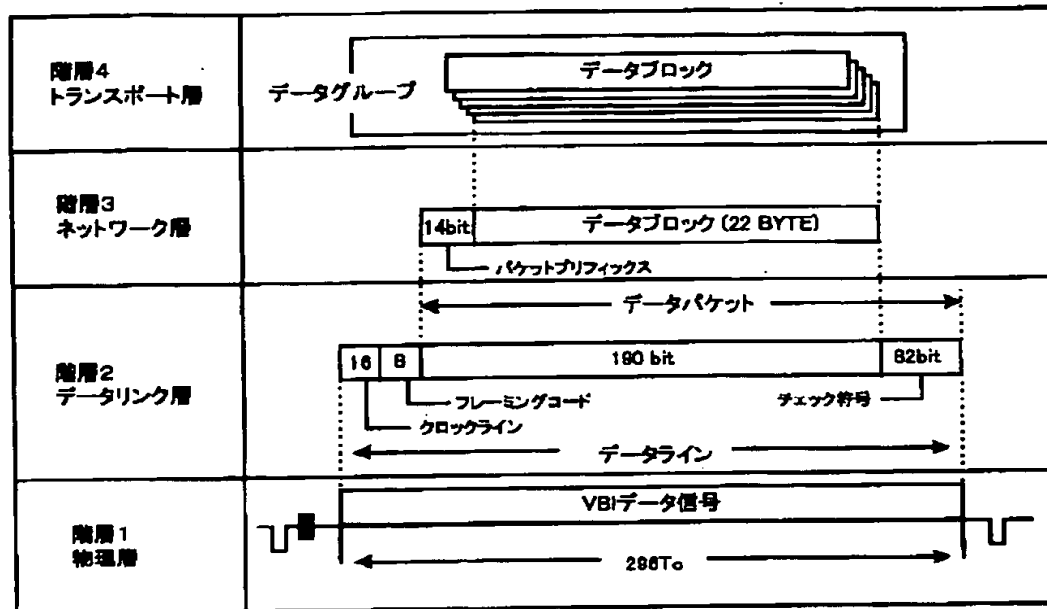 階層4
トランスポート層
データグループ
データブロック
階層3
ネットワーク層
14bit
データブロック (22 BYTE)
パケットプリフィックス
データパケット
階層2
データリンク層
16
8
190 bit
82bit
フレーミングコード
チェック符号
クロックライン
データライン
階層1
物理層
VBIデータ信号
296Tc